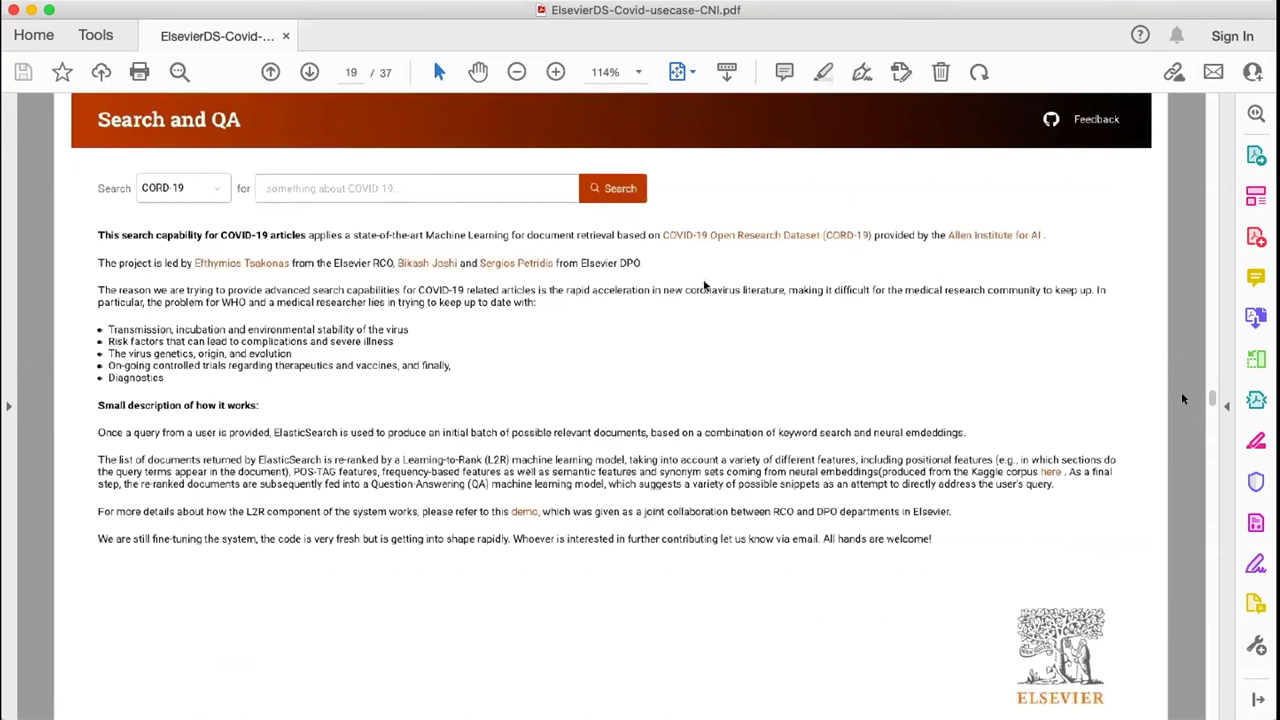 ElsevierDS-Covid-usecase-CNI.pdf
Home Tools ElsevierDS-Covid-... × Sign In
19 / 37 114%
Search and QA Feedback
Search CORD-19 for something about COVID 19... Search
This search capability for COVID-19 articles applies a state-of-the-art Machine Learning for document retrieval based on COVID-19 Open Research Dataset (CORD-19) provided by the Allen Institute for AI .
The project is led by Efthymios Tsakonas from the Elsevier RCO, Bikash Joshi and Sergios Petridis from Elsevier DPO.
The reason we are trying to provide advanced search capabilities for COVID-19 related articles is the rapid acceleration in new coronavirus literature, making it difficult for the medical research community to keep up. In
particular, the problem for WHO and a medical researcher lies in trying to keep up to date with:
• Transmission, incubation and environmental stability of the virus
• Risk factors that can lead to complications and severe illness
• The virus genetics, origin, and evolution
• On-going controlled trials regarding therapeutics and vaccines, and finally,
• Diagnostics
Small description of how it works:
Once a query from a user is provided, ElasticSearch is used to produce an initial batch of possible relevant documents, based on a combination of keyword search and neural emdeddings.
The list of documents returned by ElasticSearch is re-ranked by a Learning-to-Rank (L2R) machine learning model, taking into account a variety of different features, including positional features (e.g., in which sections do
the query terms appear in the document), POS-TAG features, frequency-based features as well as semantic features and synonym sets coming from neural embeddings(produced from the Kaggle corpus here . As a final
step, the re-ranked documents are subsequently fed into a Question-Answering (QA) machine learning model, which suggests a variety of possible snippets as an attempt to directly address the user's query.
For more details about how the L2R component of the system works, please refer to this demo, which was given as a joint collaboration between RCO and DPO departments in Elsevier.
We are still fine-tuning the system, the code is very fresh but is getting into shape rapidly. Whoever is interested in further contributing let us know via email. All hands are welcome!
ELSEVIER